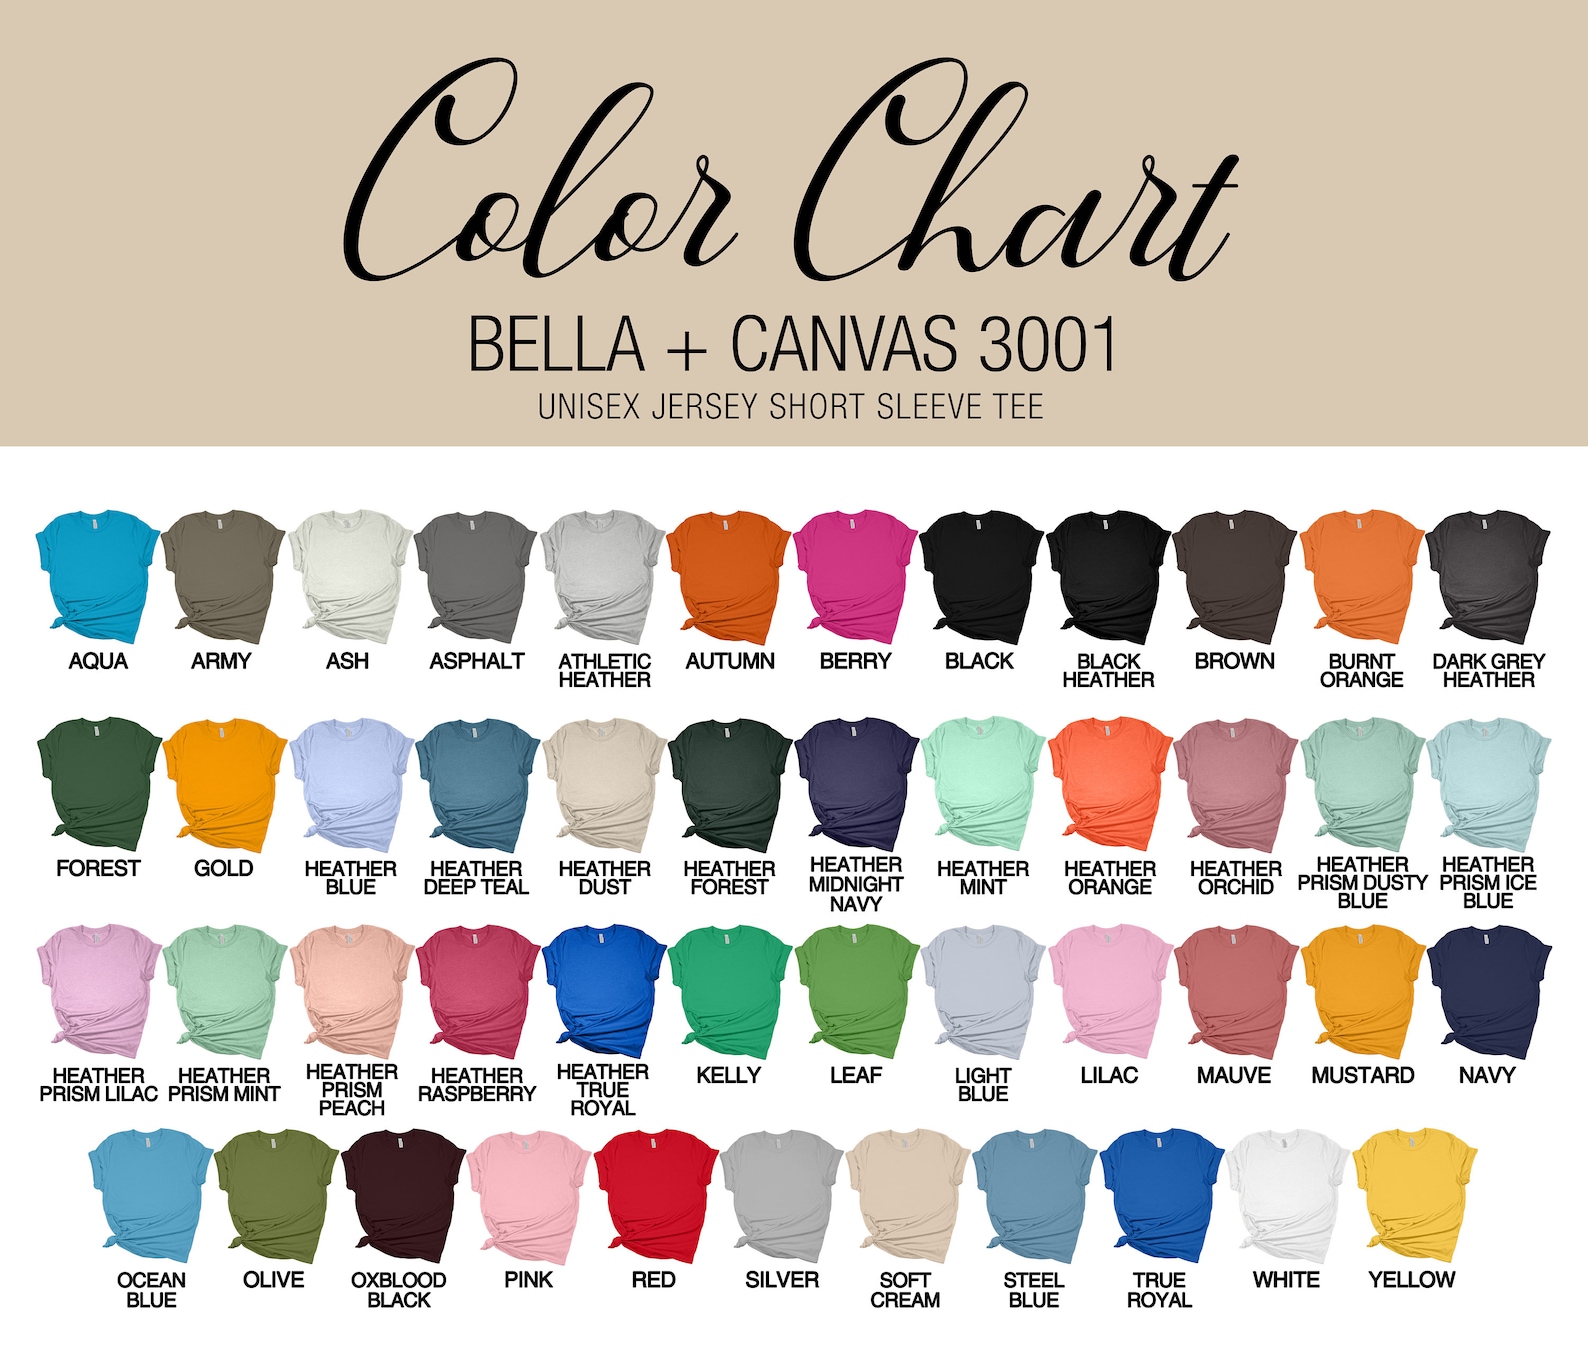 Color Chart
BELLA + CANVAS 3001
UNISEX JERSEY SHORT SLEEVE TEE
AQUA
ARMY
ASH
ASPHALT
ATHLETIC
HEATHER
AUTUMN
BERRY
BLACK
BLACK
HEATHER
BROWN
BURNT
ORANGE
DARK GREY
HEATHER
FOREST
GOLD
HEATHER
BLUE
HEATHER
DEEP TEAL
HEATHER
DUST
HEATHER
FOREST
HEATHER
MIDNIGHT
NAVY
HEATHER
MINT
HEATHER
ORANGE
HEATHER
ORCHID
HEATHER
PRISM DUSTY
BLUE
HEATHER
PRISM ICE
BLUE
HEATHER
PRISM LILAC
HEATHER
PRISM MINT
HEATHER
PRISM
PEACH
HEATHER
RASPBERRY
HEATHER
TRUE
ROYAL
KELLY
LEAF
LIGHT
BLUE
LILAC
MAUVE
MUSTARD
NAVY
OCEAN
BLUE
OLIVE
OXBLOOD
BLACK
PINK
RED
SILVER
SOFT
CREAM
STEEL
BLUE
TRUE
ROYAL
WHITE
YELLOW